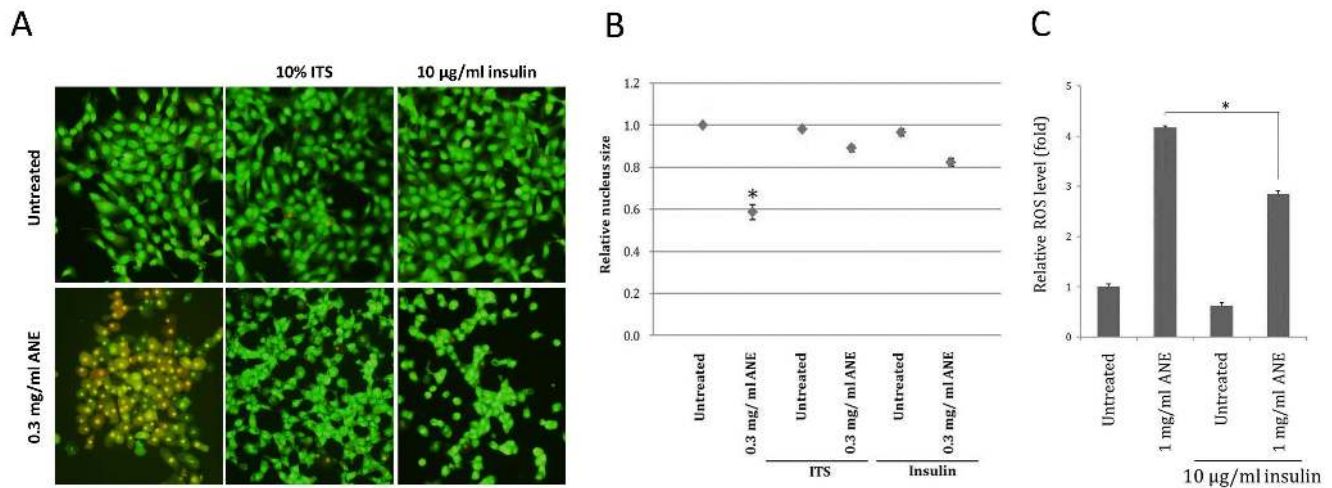 A
10% ITS
10 µg/ml insulin
Untreated
0.3 mg/ml ANE
B
Relative nucleus size
1.2
1.0
0.8
0.6
0.4
0.2
0.0
*
Untreated
0.3 mg/ ml ANE
Untreated
0.3 mg/ml ANE
Untreated
0.3 mg/ ml ANE
ITS
Insulin
C
Relative ROS level (fold)
5
4
3
2
1
0
*
Untreated
1 mg/ml ANE
Untreated
1 mg/ml ANE
10 µg/ml insulin